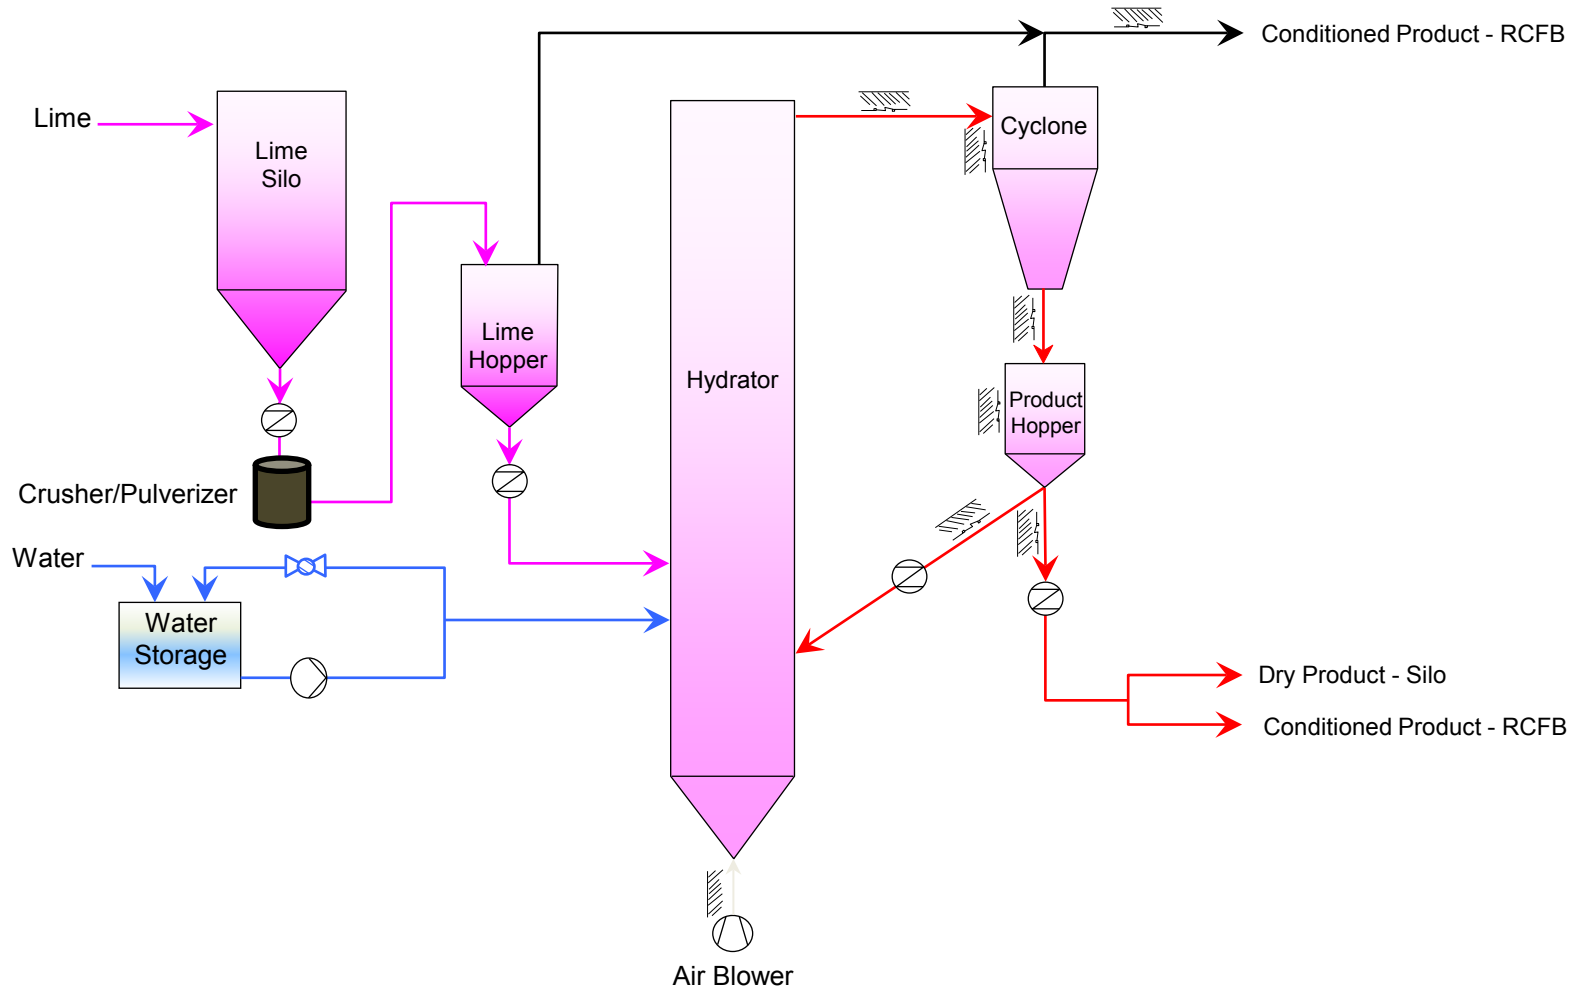 Conditioned Product - RCFB
Lime
Lime
Silo
Cyclone
Lime
Hopper
Hydrator
Product
Hopper
Crusher/Pulverizer
Water
Water
Storage
Dry Product - Silo
Conditioned Product - RCFB
Air Blower